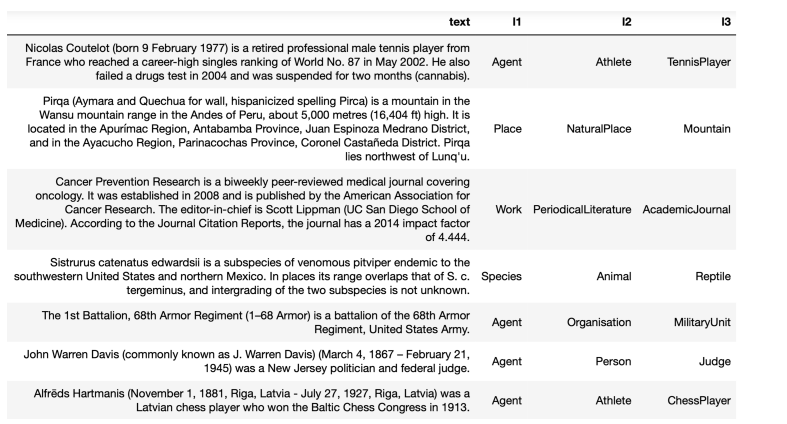 text l1 l2 l3
Nicolas Coutelot (born 9 February 1977) is a retired professional male tennis player from
France who reached a career-high singles ranking of World No. 87 in May 2002. He also
failed a drugs test in 2004 and was suspended for two months (cannabis).
Agent Athlete TennisPlayer
Pirqa (Aymara and Quechua for wall, hispanicized spelling Pirca) is a mountain in the
Wansu mountain range in the Andes of Peru, about 5,000 metres (16,404 ft) high. It is
located in the Apurímac Region, Antabamba Province, Juan Espinoza Medrano District,
and in the Ayacucho Region, Parinacochas Province, Coronel Castañeda District. Pirqa
lies northwest of Lunq'u.
Place NaturalPlace Mountain
Cancer Prevention Research is a biweekly peer-reviewed medical journal covering
oncology. It was established in 2008 and is published by the American Association for
Cancer Research. The editor-in-chief is Scott Lippman (UC San Diego School of
Medicine). According to the Journal Citation Reports, the journal has a 2014 impact factor
of 4.444.
Work PeriodicalLiterature AcademicJournal
Sistrurus catenatus edwardsii is a subspecies of venomous pitviper endemic to the
southwestern United States and northern Mexico. In places its range overlaps that of S. c.
tergeminus, and intergrading of the two subspecies is not unknown.
Species Animal Reptile
The 1st Battalion, 68th Armor Regiment (1–68 Armor) is a battalion of the 68th Armor
Regiment, United States Army.
Agent Organisation MilitaryUnit
John Warren Davis (commonly known as J. Warren Davis) (March 4, 1867 – February 21,
1945) was a New Jersey politician and federal judge.
Agent Person Judge
Alfrēds Hartmanis (November 1, 1881, Riga, Latvia - July 27, 1927, Riga, Latvia) was a
Latvian chess player who won the Baltic Chess Congress in 1913.
Agent Athlete ChessPlayer